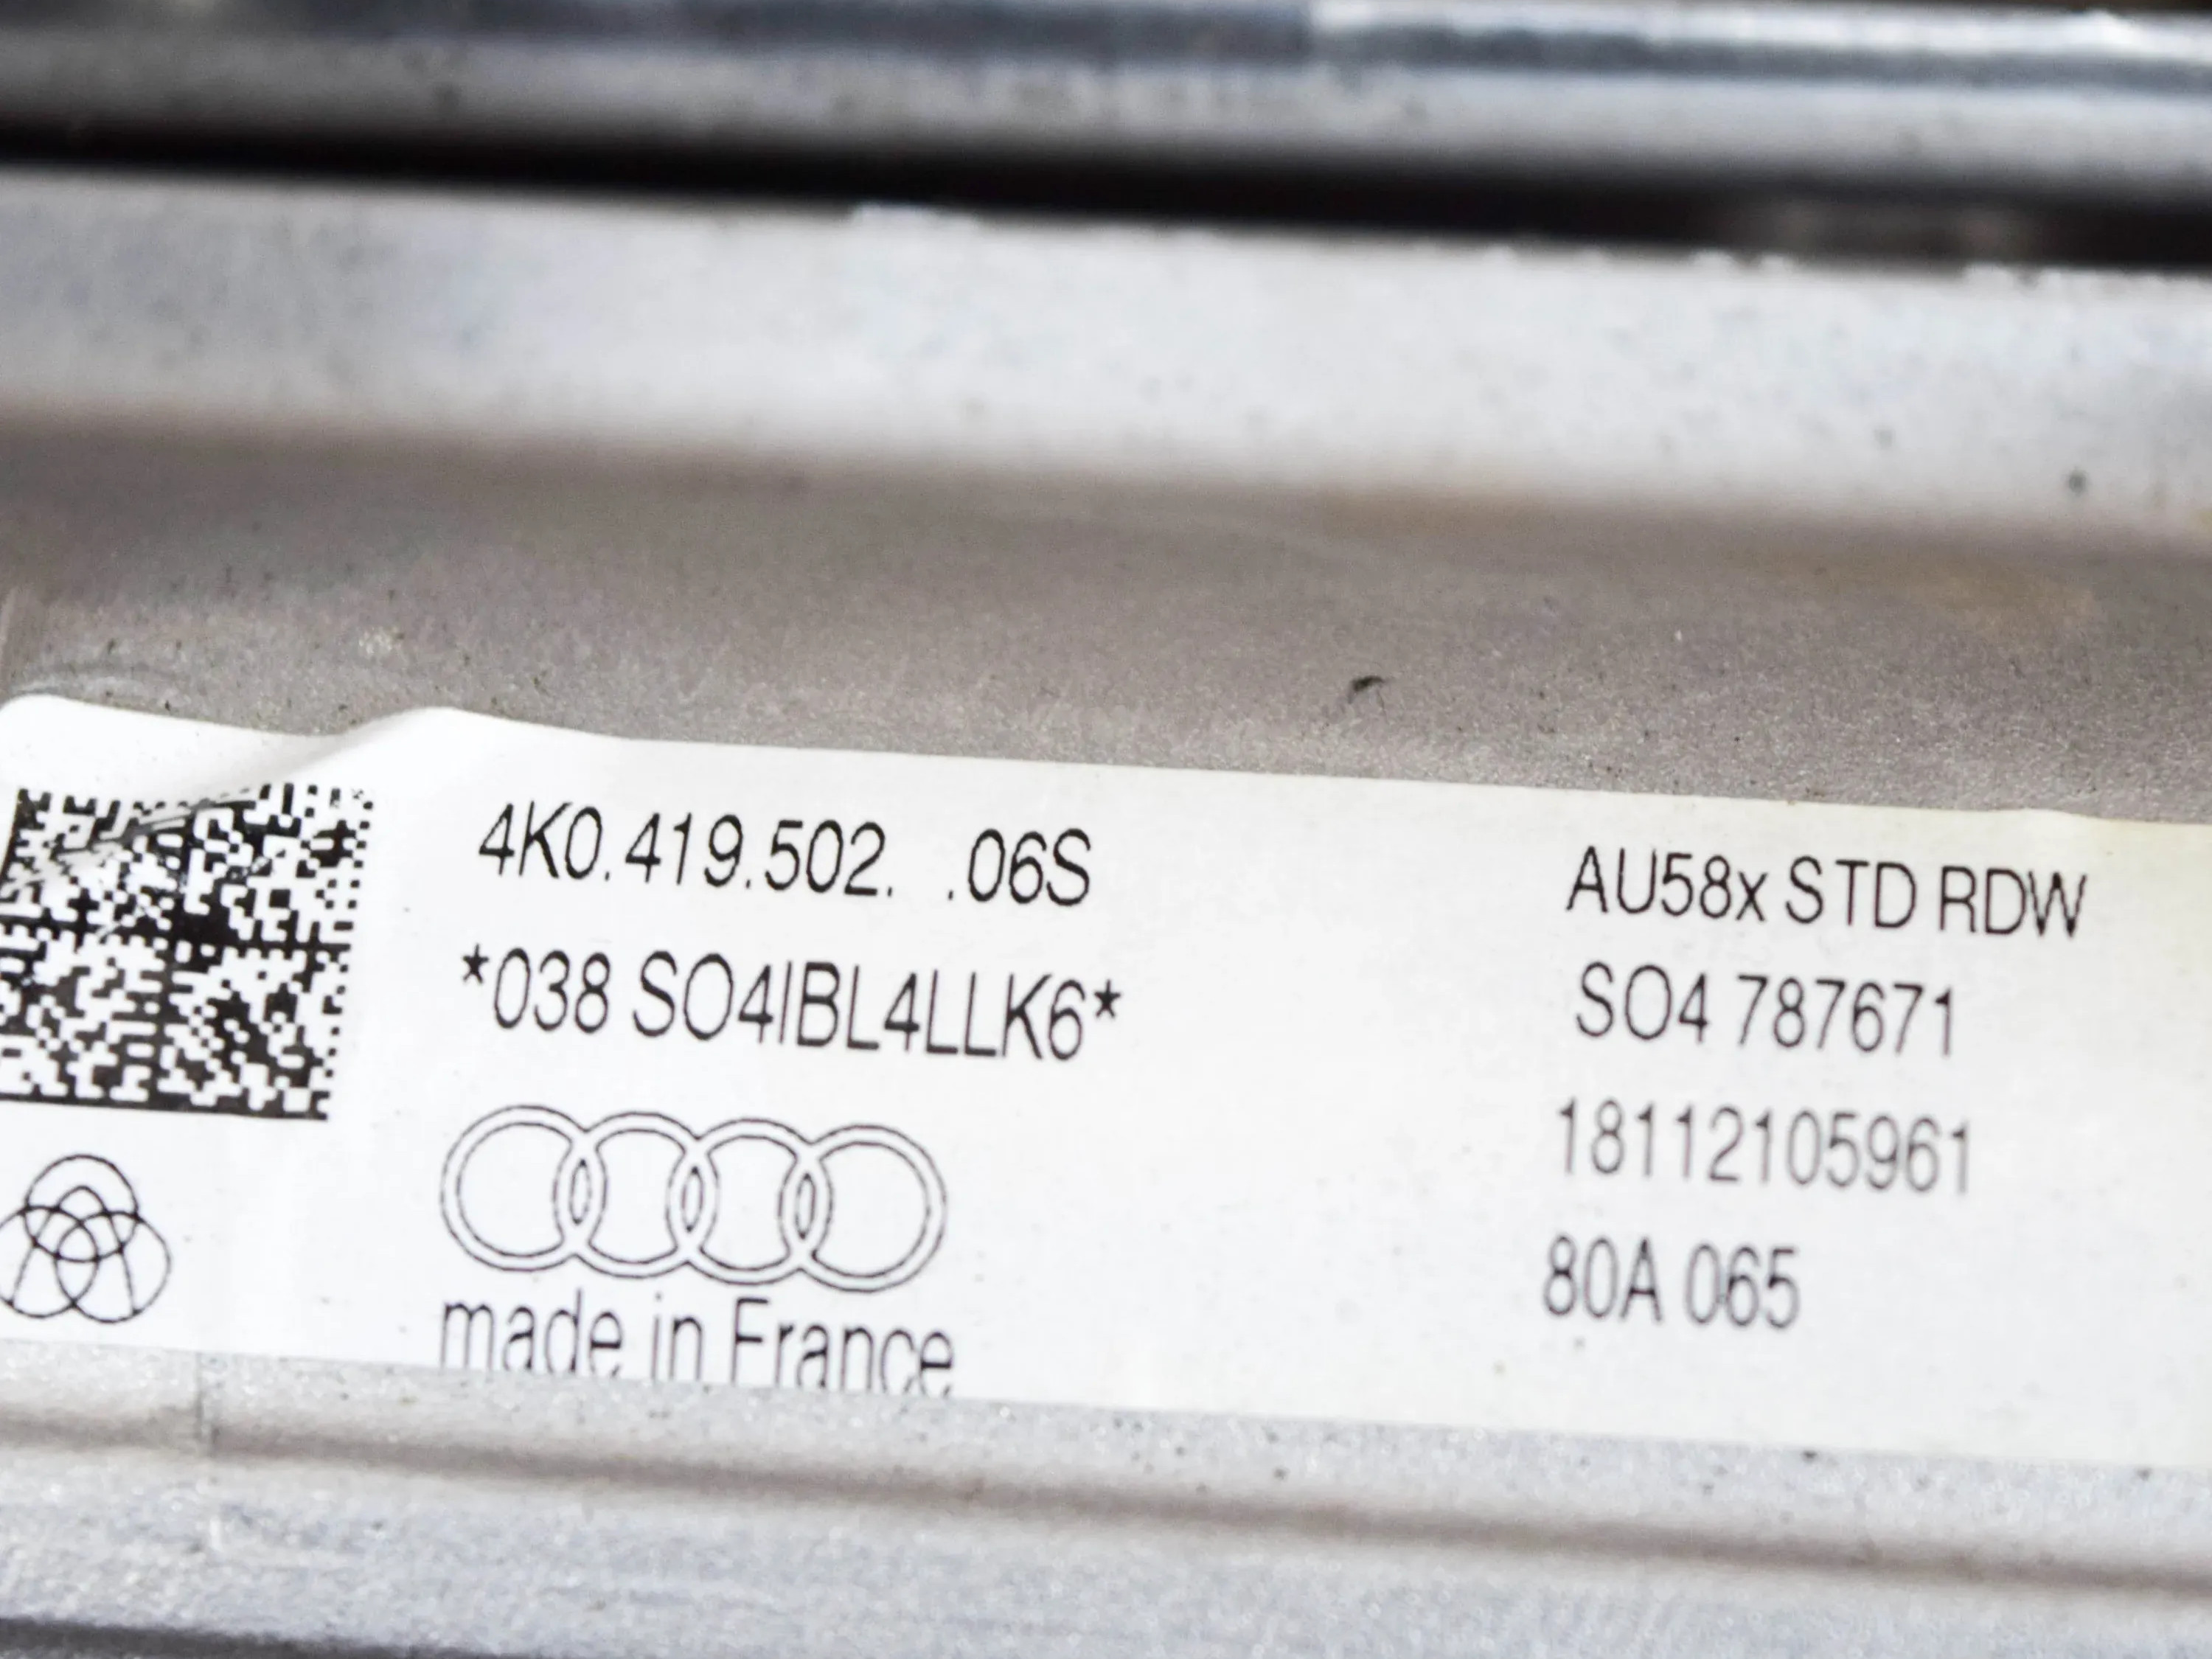 4K0.419.502. .06S
*038 SO4IBL4LLK6*
made in France
AU58x STD RDW
SO4 787671
18112105961
80A 065